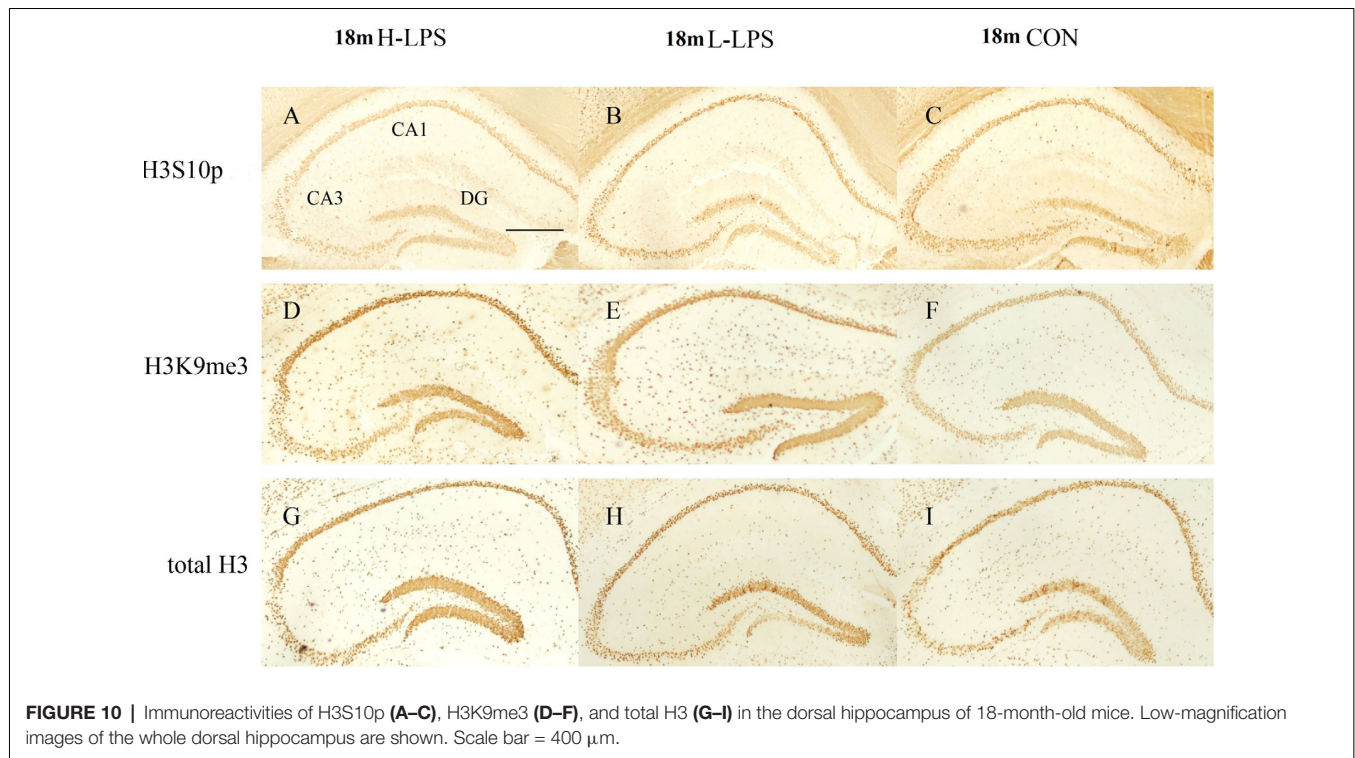 18m H-LPS 18m L-LPS 18m CON
H3S10p
A CA1 CA3 DG
B
C
H3K9me3
D
E
F
total H3
G
H
I
FIGURE 10 | Immunoreactivities of H3S10p (A–C), H3K9me3 (D–F), and total H3 (G–I) in the dorsal hippocampus of 18-month-old mice. Low-magnification
images of the whole dorsal hippocampus are shown. Scale bar = 400 μm.